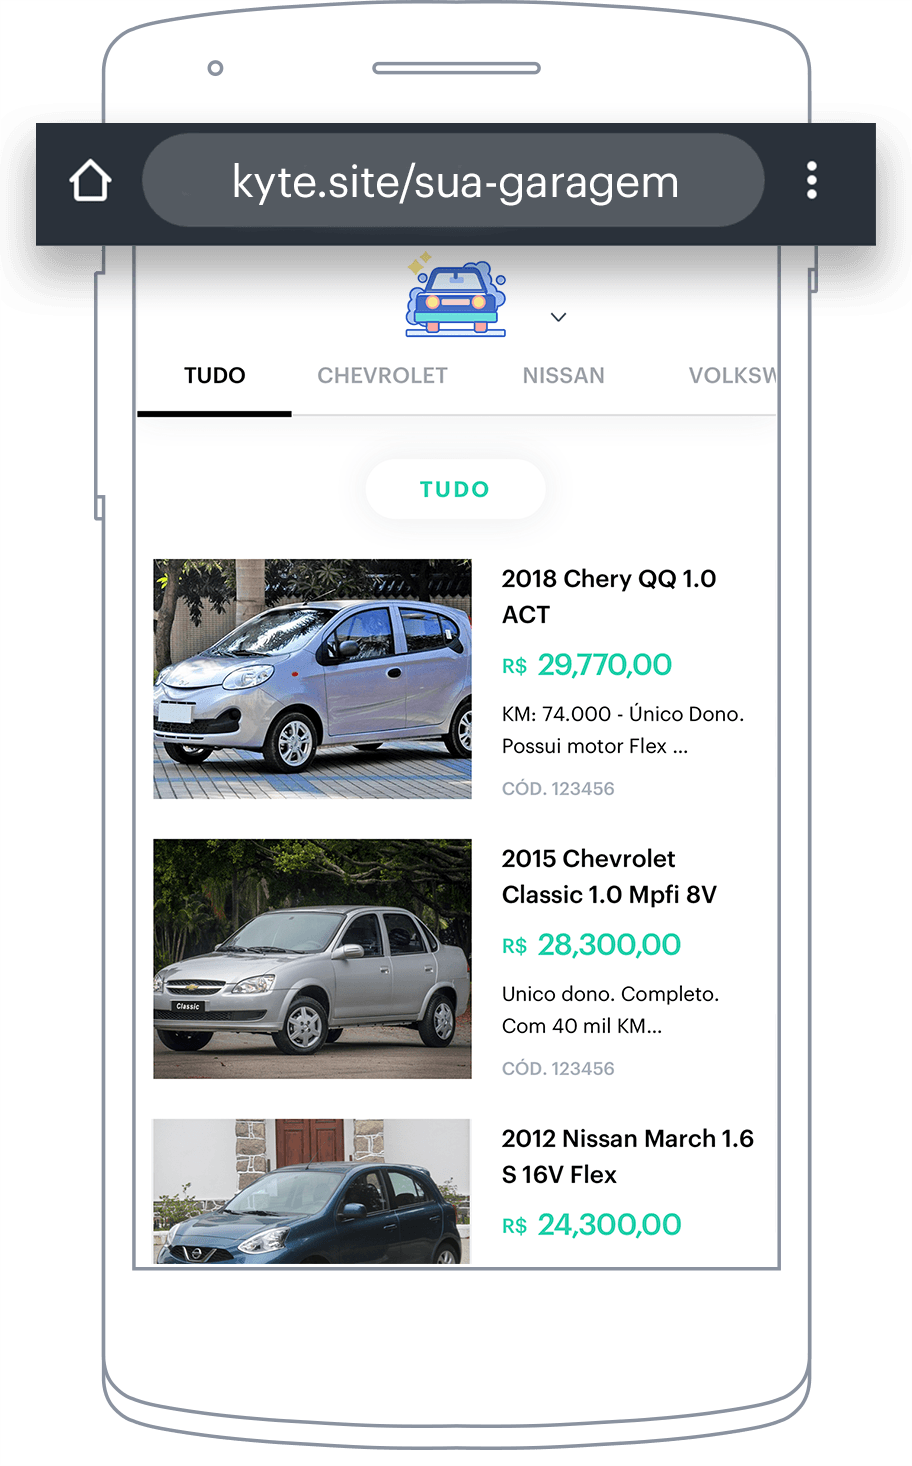 kyte.site/sua-garagem
TUDO CHEVROLET NISSAN VOLKSW
TUDO
2018 Chery QQ 1.0
ACT
R$ 29,770,00
KM: 74.000 - Único Dono.
Possui motor Flex ...
CÓD. 123456
Classic
2015 Chevrolet
Classic 1.0 Mpfi 8V
R$ 28,300,00
Unico dono. Completo.
Com 40 mil KM...
CÓD. 123456
2012 Nissan March 1.6
S 16V Flex
R$ 24,300,00